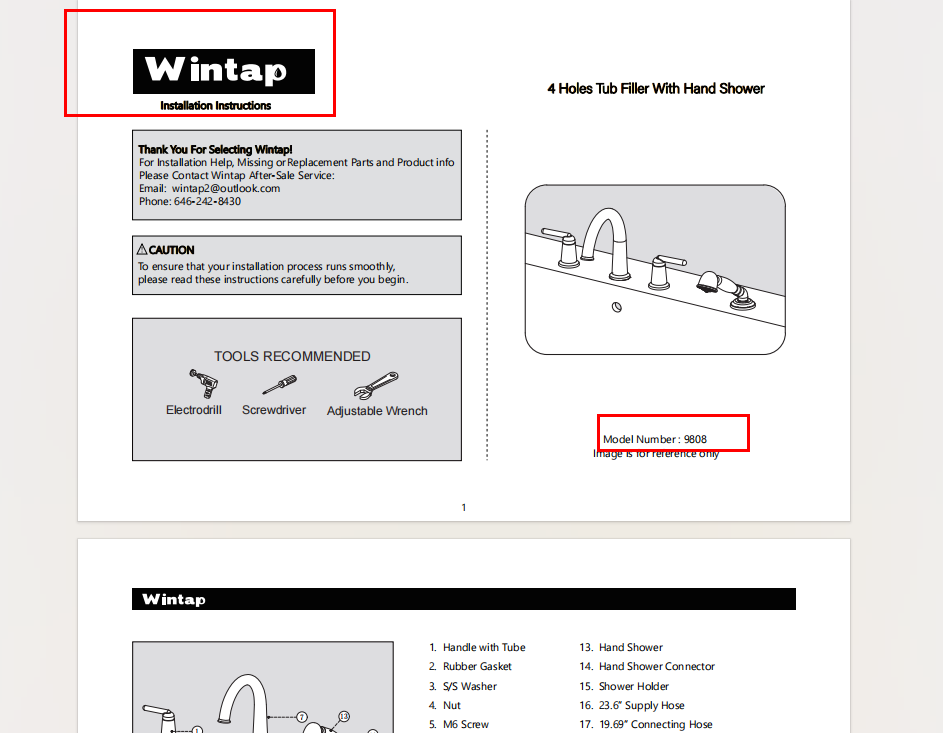 Wintap
Installation Instructions
Thank You For Selecting Wintap!
For Installation Help, Missing or Replacement Parts and Product info
Please Contact Wintap After-Sale Service:
Email: wintap2@outlook.com
Phone: 646-242-8430
CAUTION
To ensure that your installation process runs smoothly,
please read these instructions carefully before you begin.
TOOLS RECOMMENDED
Electrodrill Screwdriver Adjustable Wrench
4 Holes Tub Filler With Hand Shower
Model Number : 9808
Image is for reference only
1
Wintap
1
7
13
1. Handle with Tube
2. Rubber Gasket
3. S/S Washer
4. Nut
5. M6 Screw
13. Hand Shower
14. Hand Shower Connector
15. Shower Holder
16. 23.6” Supply Hose
17. 19.69” Connecting Hose